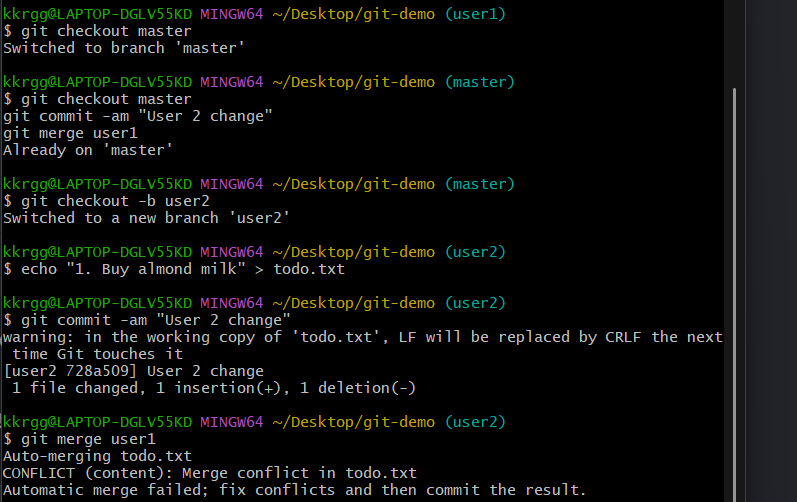 kkrgg@LAPTOP-DGLV55KD MINGW64 ~/Desktop/git-demo (user1)
$ git checkout master
Switched to branch 'master'
kkrgg@LAPTOP-DGLV55KD MINGW64 ~/Desktop/git-demo (master)
$ git checkout master
git commit -am "User 2 change"
git merge user1
Already on 'master'
kkrgg@LAPTOP-DGLV55KD MINGW64 ~/Desktop/git-demo (master)
$ git checkout -b user2
Switched to a new branch 'user2'
kkrgg@LAPTOP-DGLV55KD MINGW64 ~/Desktop/git-demo (user2)
$ echo "1. Buy almond milk" > todo.txt
kkrgg@LAPTOP-DGLV55KD MINGW64 ~/Desktop/git-demo (user2)
$ git commit -am "User 2 change"
warning: in the working copy of 'todo.txt', LF will be replaced by CRLF the next
time Git touches it
[user2 728a509] User 2 change
1 file changed, 1 insertion(+), 1 deletion(-)
kkrgg@LAPTOP-DGLV55KD MINGW64 ~/Desktop/git-demo (user2)
$ git merge user1
Auto-merging todo.txt
CONFLICT (content): Merge conflict in todo.txt
Automatic merge failed; fix conflicts and then commit the result.